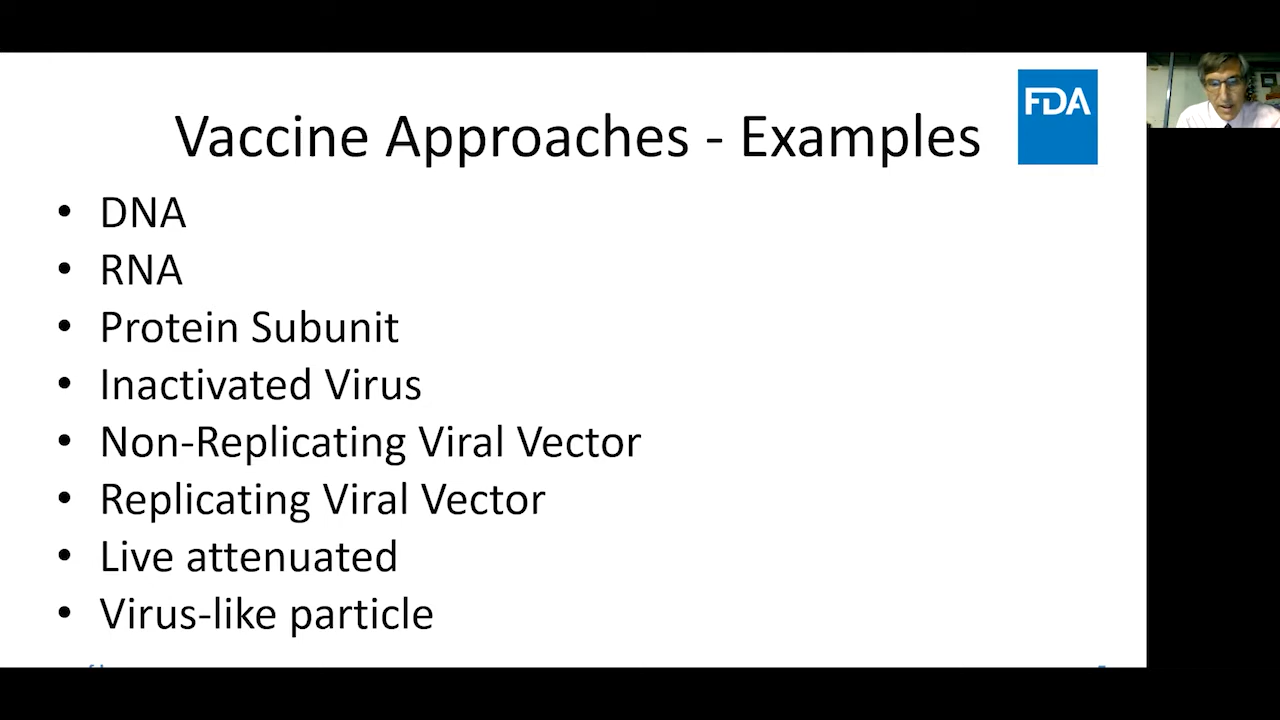 FDA
Vaccine Approaches - Examples
• DNA
• RNA
• Protein Subunit
• Inactivated Virus
• Non-Replicating Viral Vector
• Replicating Viral Vector
• Live attenuated
• Virus-like particle